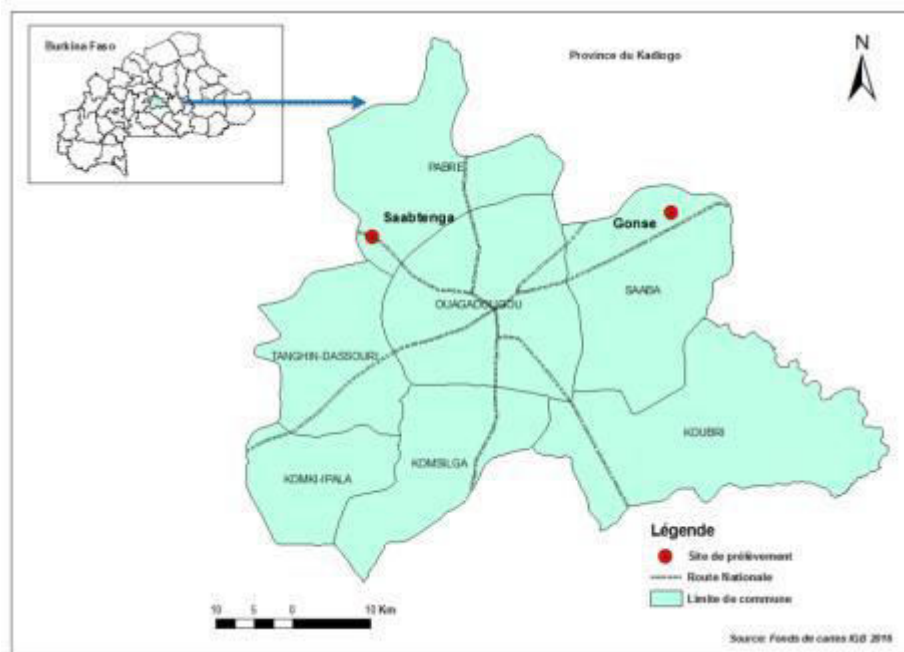 Burkina Faso
Province du Kadiogo
N
PABRE
Saabtenga
Gonse
SAABA
OUAGADOUGOU
TANGHIN-DASSOURI
KOUBRI
KOMSILGA
KOMKI-IPALA
Légende
Site de prélèvement
Route Nationale
Limite de commune
10 5 0 10 Km
Source: Fonds de cartes IGB 2016